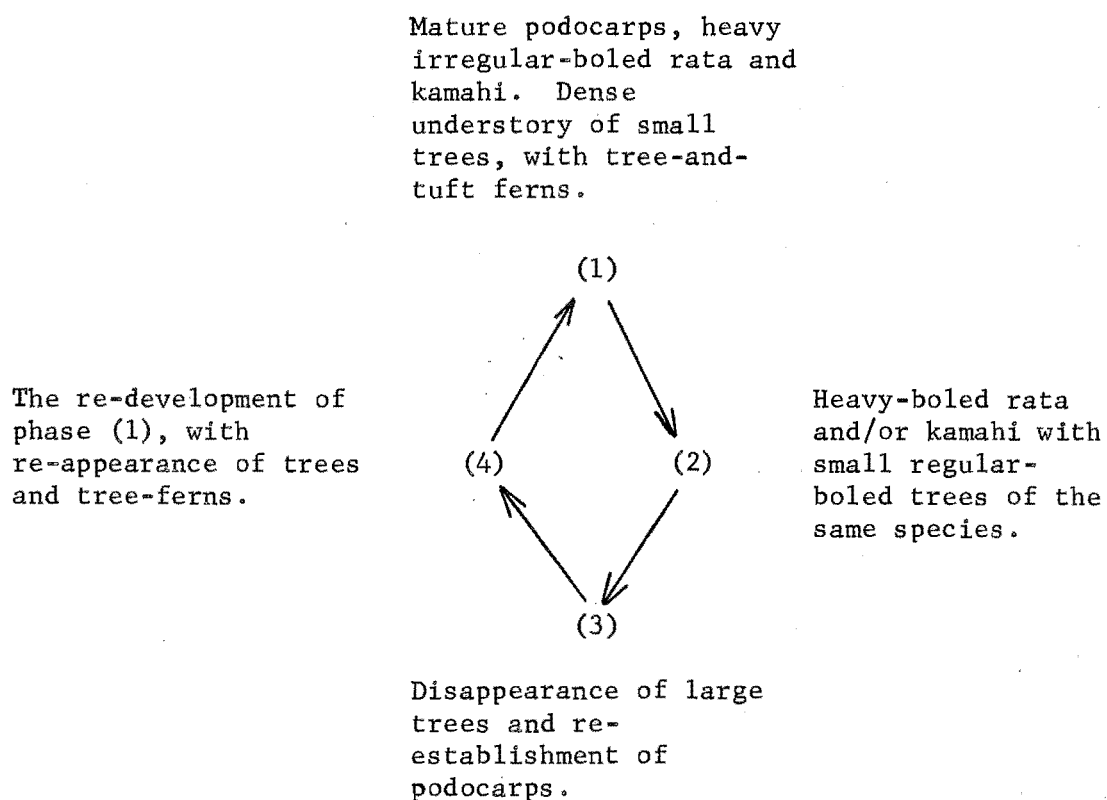 Mature podocarps, heavy
irregular-boled rata and
kamahi. Dense
understory of small
trees, with tree-and-
tuft ferns.
(1)
The re-development of
phase (1), with
re-appearance of trees
and tree-ferns.
(4)
(2)
Heavy-boled rata
and/or kamahi with
small regular-
boled trees of the
same species.
(3)
Disappearance of large
trees and re-
establishment of
podocarps.